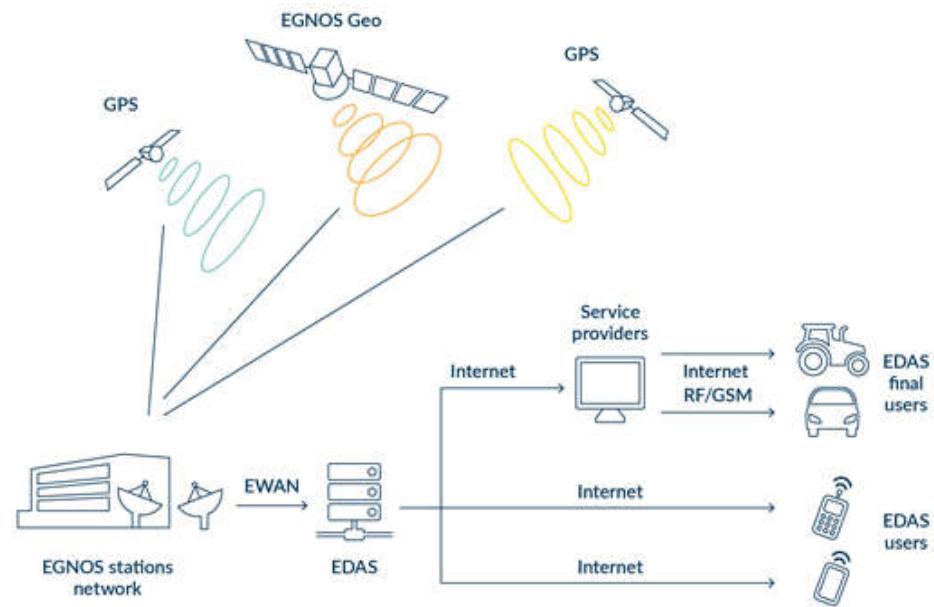 EGNOS Geo
GPS
GPS
Service
providers
Internet
Internet
RF/GSM
EDAS
final
users
EWAN
Internet
EDAS
users
EGNOS stations
network
EDAS
Internet